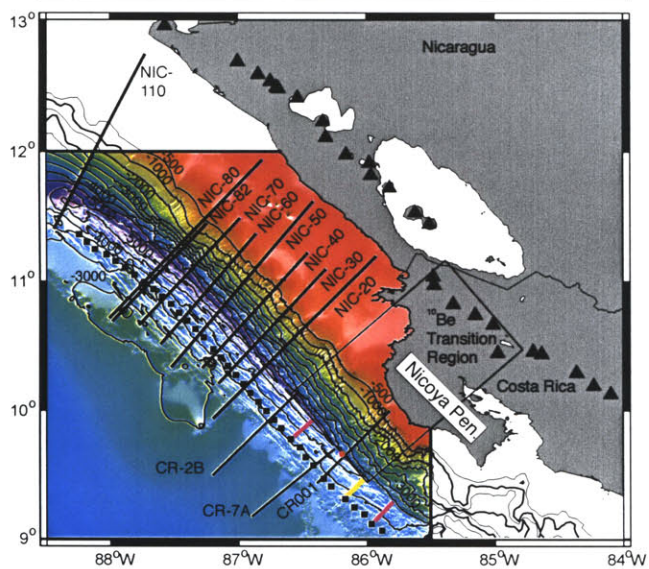 13°N
Nicaragua
NIC-
110
12°
-500
-1000
-2000
NIC-80
NIC-82
NIC-70
NIC-60
NIC-50
NIC-40
NIC-30
NIC-20
11°
-3000
¹⁰Be
Transition
Region
Costa Rica
Nicoya Pen.
-500
-1000
10°
CR-2B
CR-7A
CR001
9°
88°W
87°W
86°W
85°W
84°W